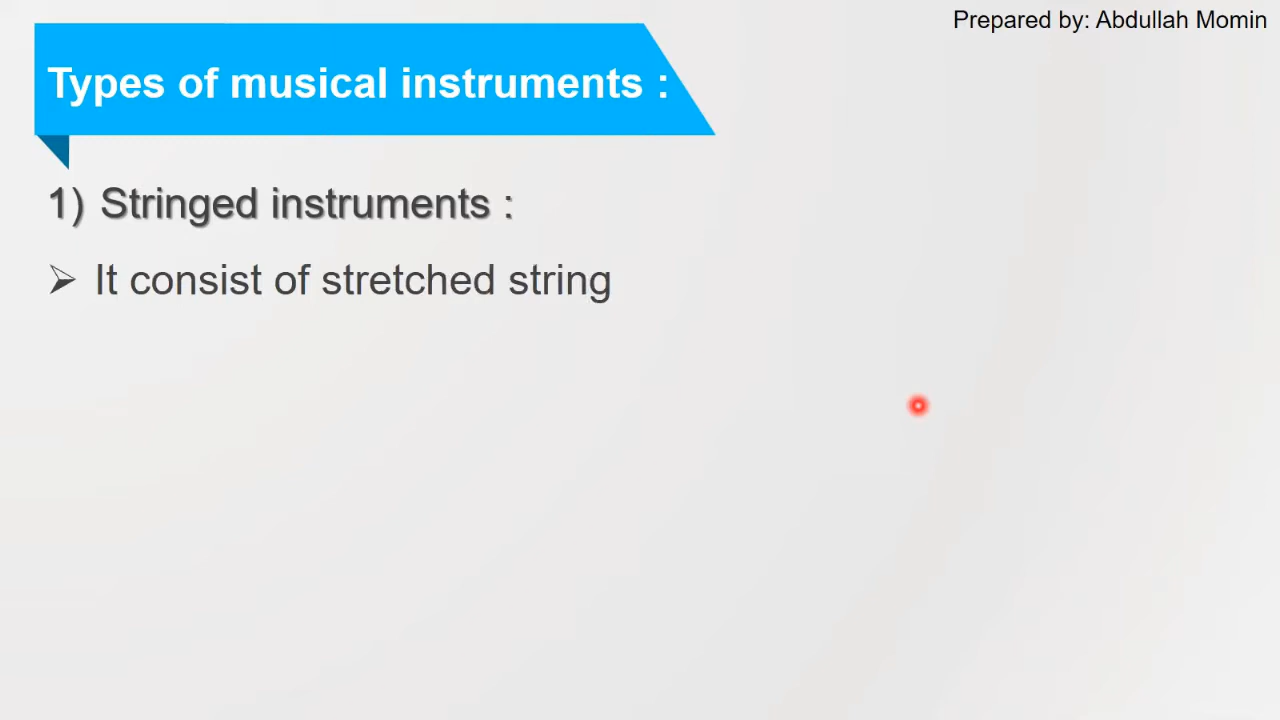 Prepared by: Abdullah Momin
Types of musical instruments :
1) Stringed instruments :
➢ It consist of stretched string